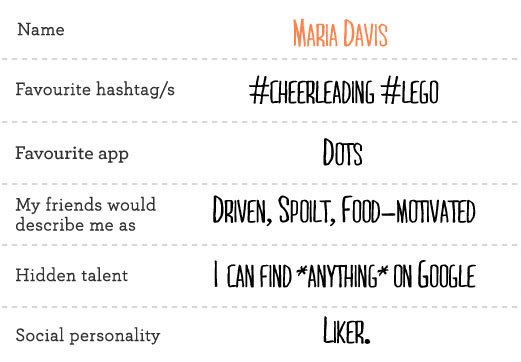 Name
MARIA DAVIS
Favourite hashtag/s
#CHEERLEADING #LEGO
Favourite app
DOTS
My friends would
describe me as
DRIVEN, SPOILT, FOOD-MOTIVATED
Hidden talent
I CAN FIND *ANYTHING* ON GOOGLE
Social personality
LIKER.